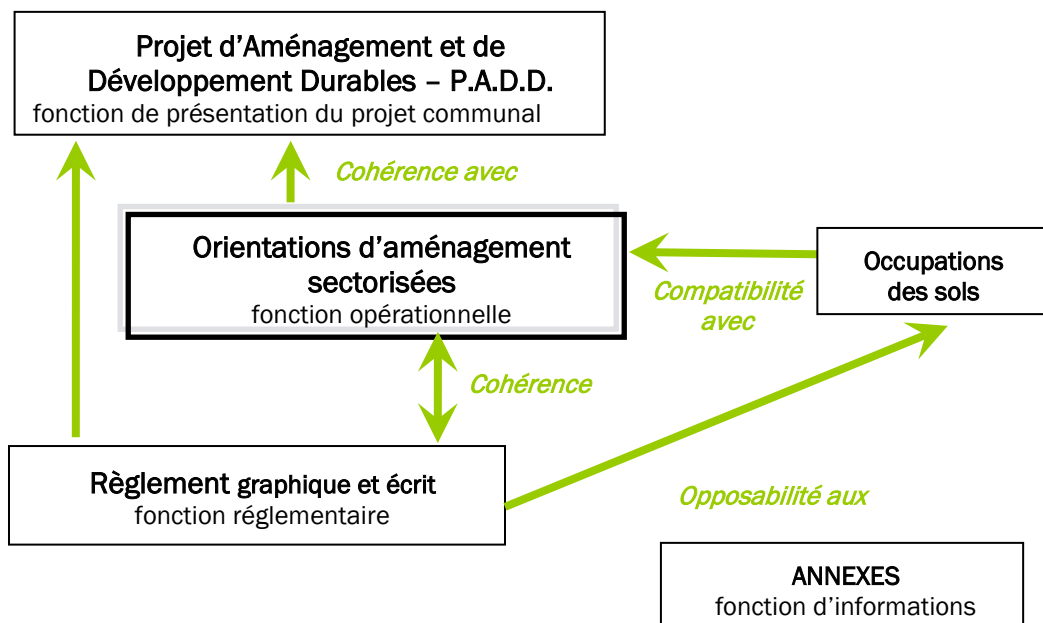 Projet d’Aménagement et de
Développement Durables – P.A.D.D.
fonction de présentation du projet communal
Cohérence avec
Orientations d’aménagement
sectorisées
fonction opérationnelle
Occupations
des sols
Compatibilité
avec
Cohérence
Règlement graphique et écrit
fonction réglementaire
Opposabilité aux
ANNEXES
fonction d’informations